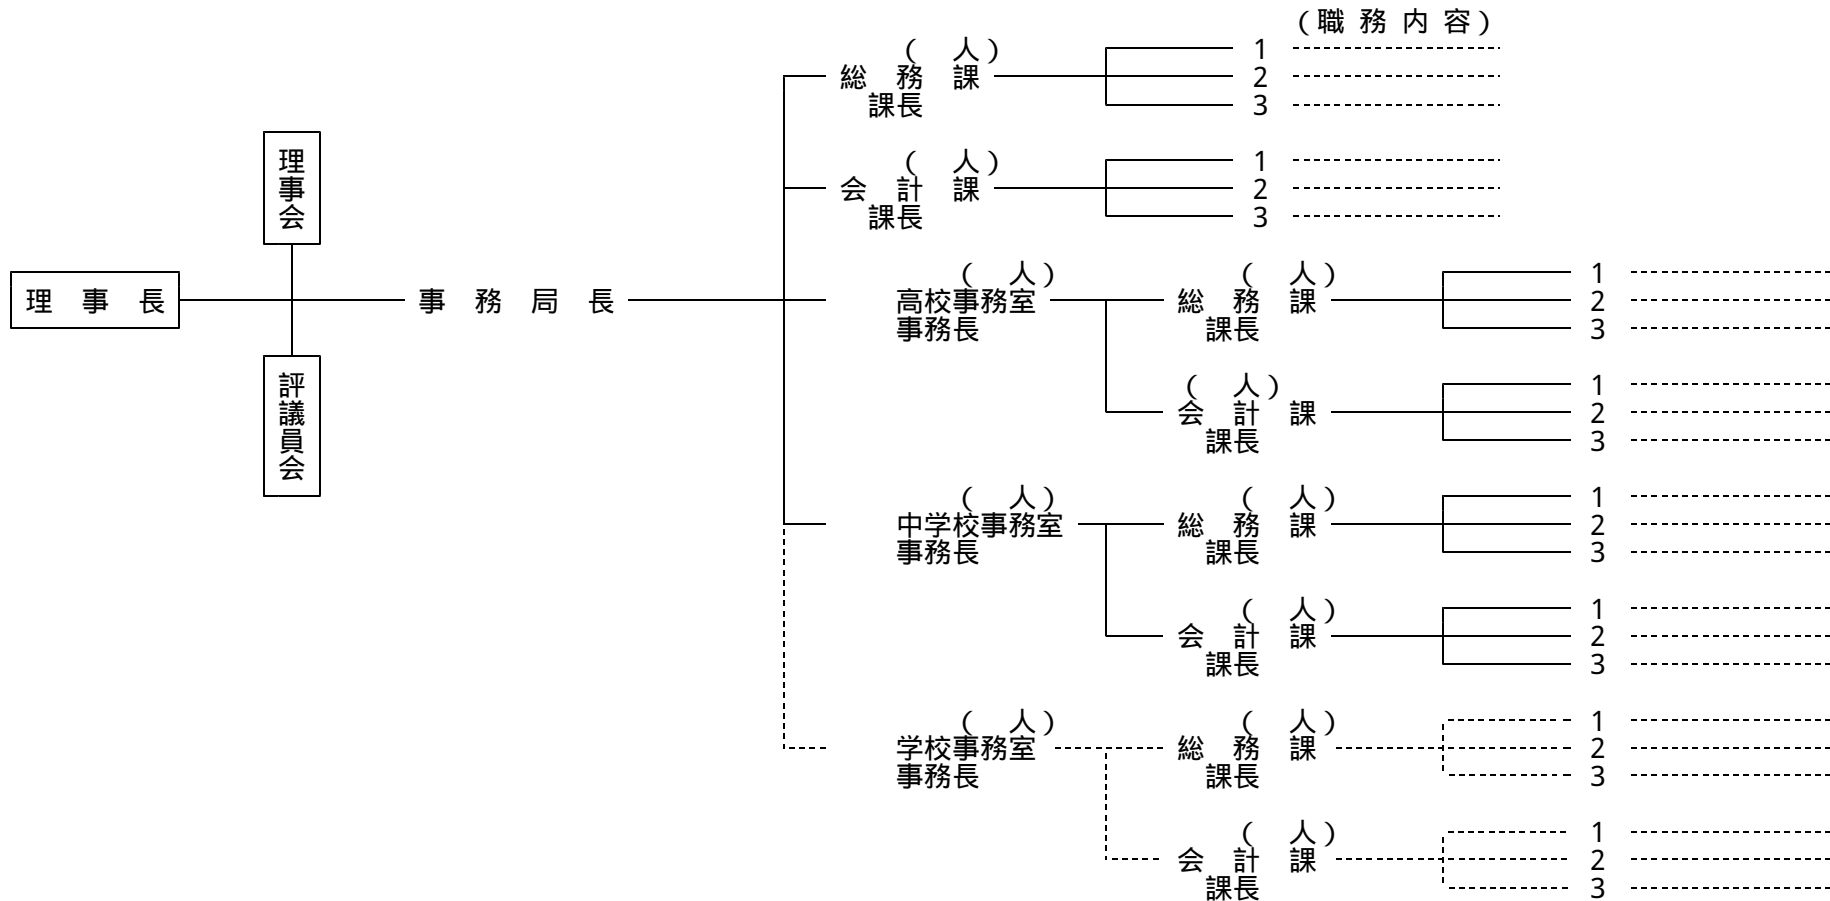 (職 務 内 容)
(　人)
総　務　課
課長
1
2
3
(　人)
会　計　課
課長
1
2
3
理事会
理　事　長
事　務　局　長
評議員会
(　人)
高校事務室
事務長
(　人)
総　務　課
課長
1
2
3
(　人)
会　計　課
課長
1
2
3
(　人)
中学校事務室
事務長
(　人)
総　務　課
課長
1
2
3
(　人)
会　計　課
課長
1
2
3
(　人)
学校事務室
事務長
(　人)
総　務　課
課長
1
2
3
(　人)
会　計　課
課長
1
2
3